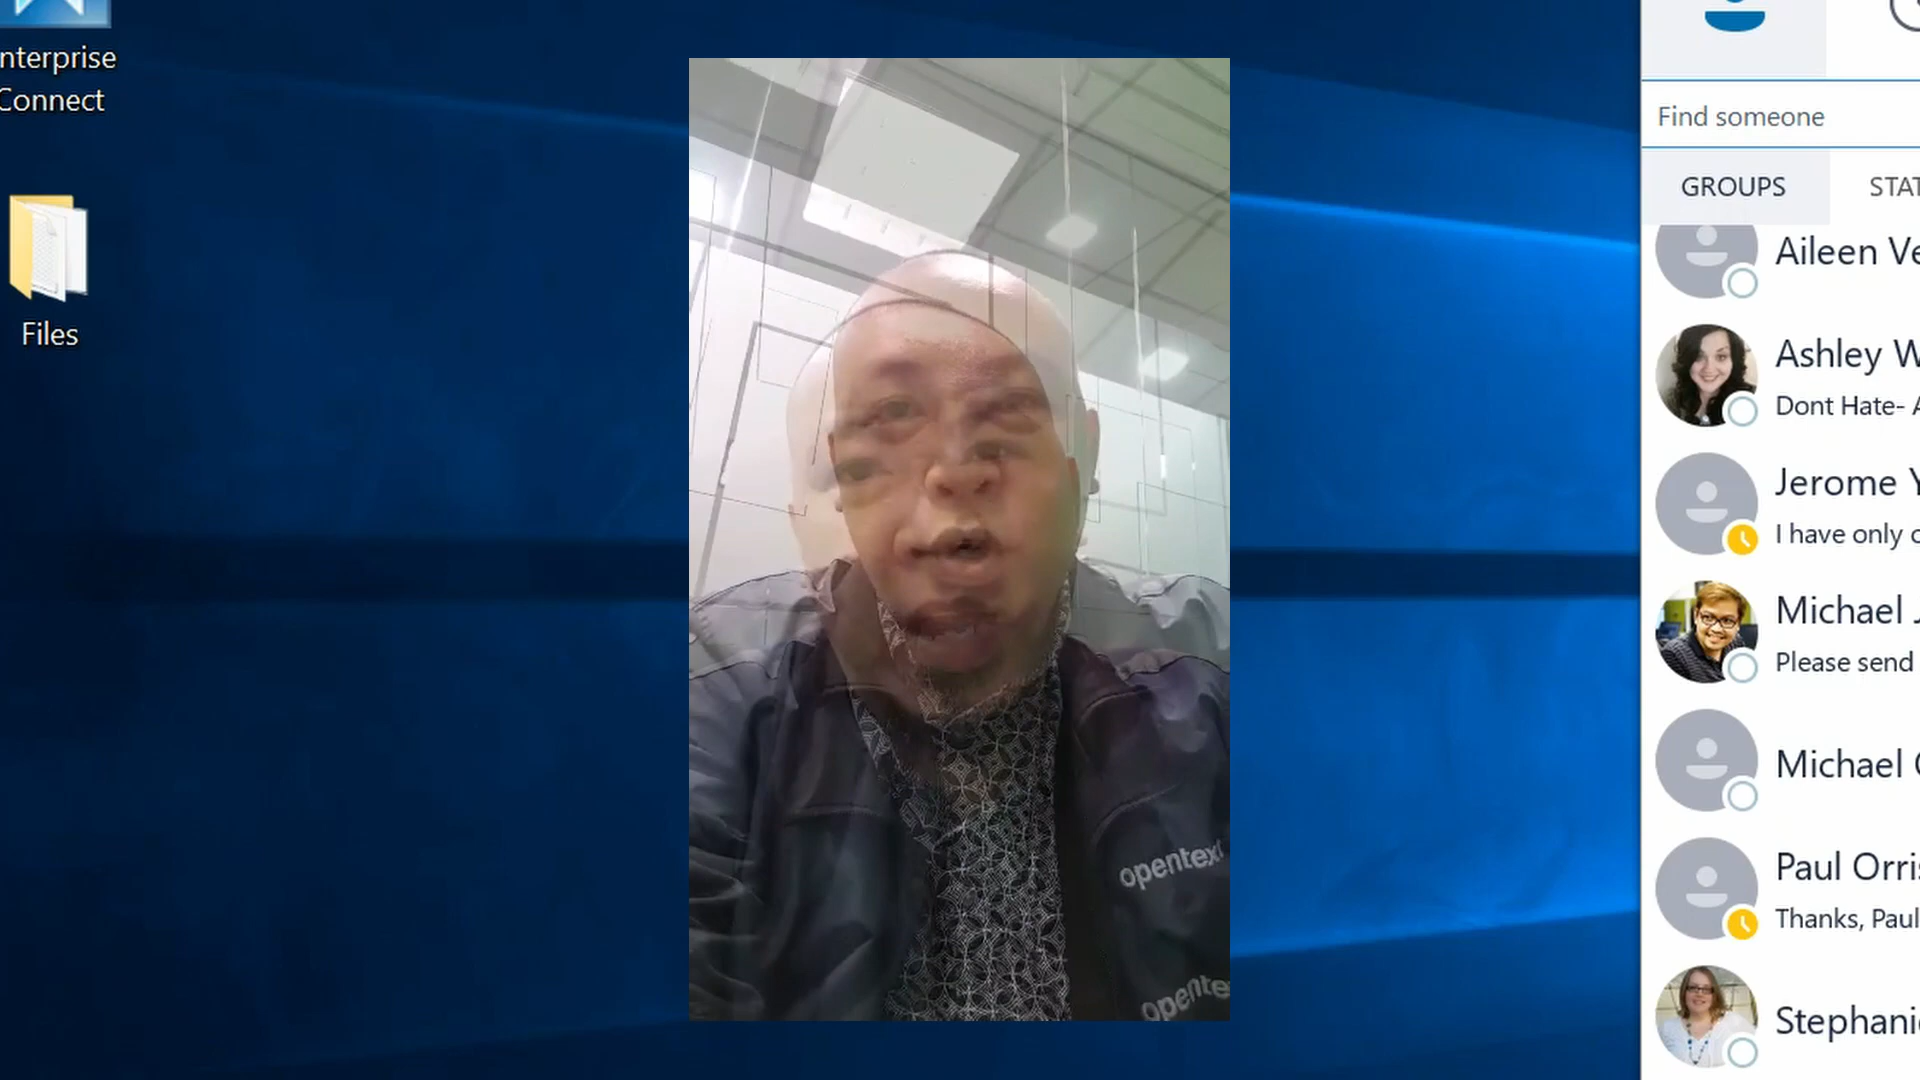 nterprise
Connect
Files
opentext
opente
Find someone
GROUPS
STAT
Aileen Ve
Ashley W
Dont Hate- A
Jerome Y
I have only o
Michael J
Please send
Michael
Paul Orris
Thanks, Paul
Stephani